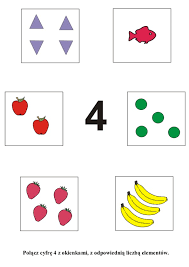 4
Połącz cyfrę 4 z okienkami, z odpowiednią liczbą elementów.